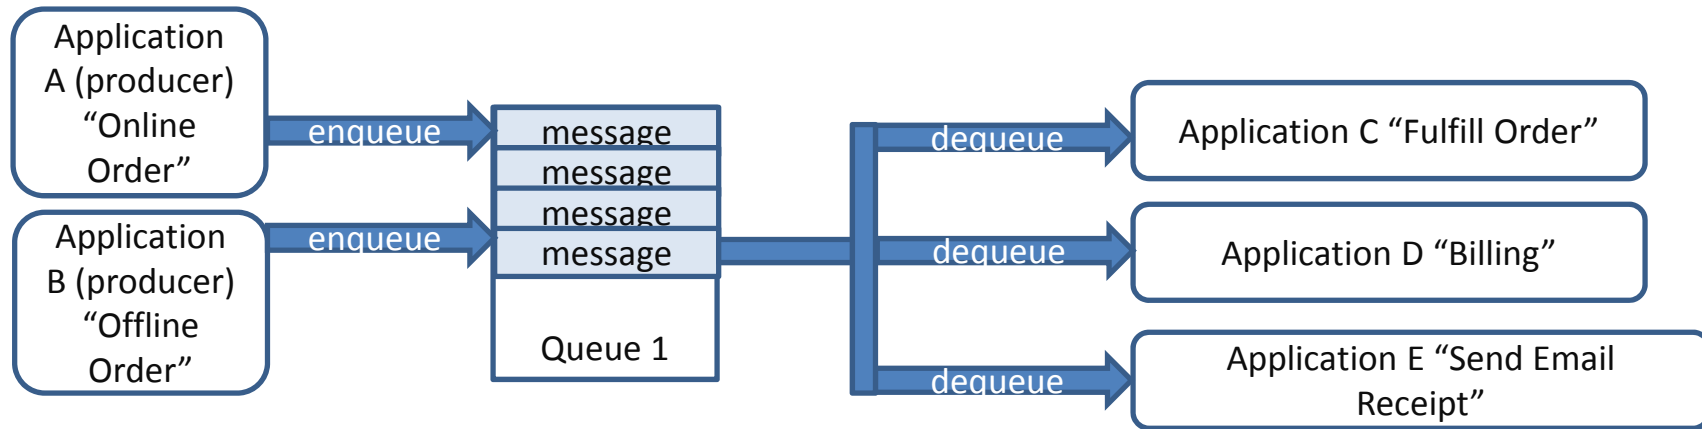 Application
A (producer)
“Online
Order”
enqueue
Application
B (producer)
“Offline
Order”
enqueue
message
message
message
message
Queue 1
dequeue
Application C “Fulfill Order”
dequeue
Application D “Billing”
dequeue
Application E “Send Email
Receipt”